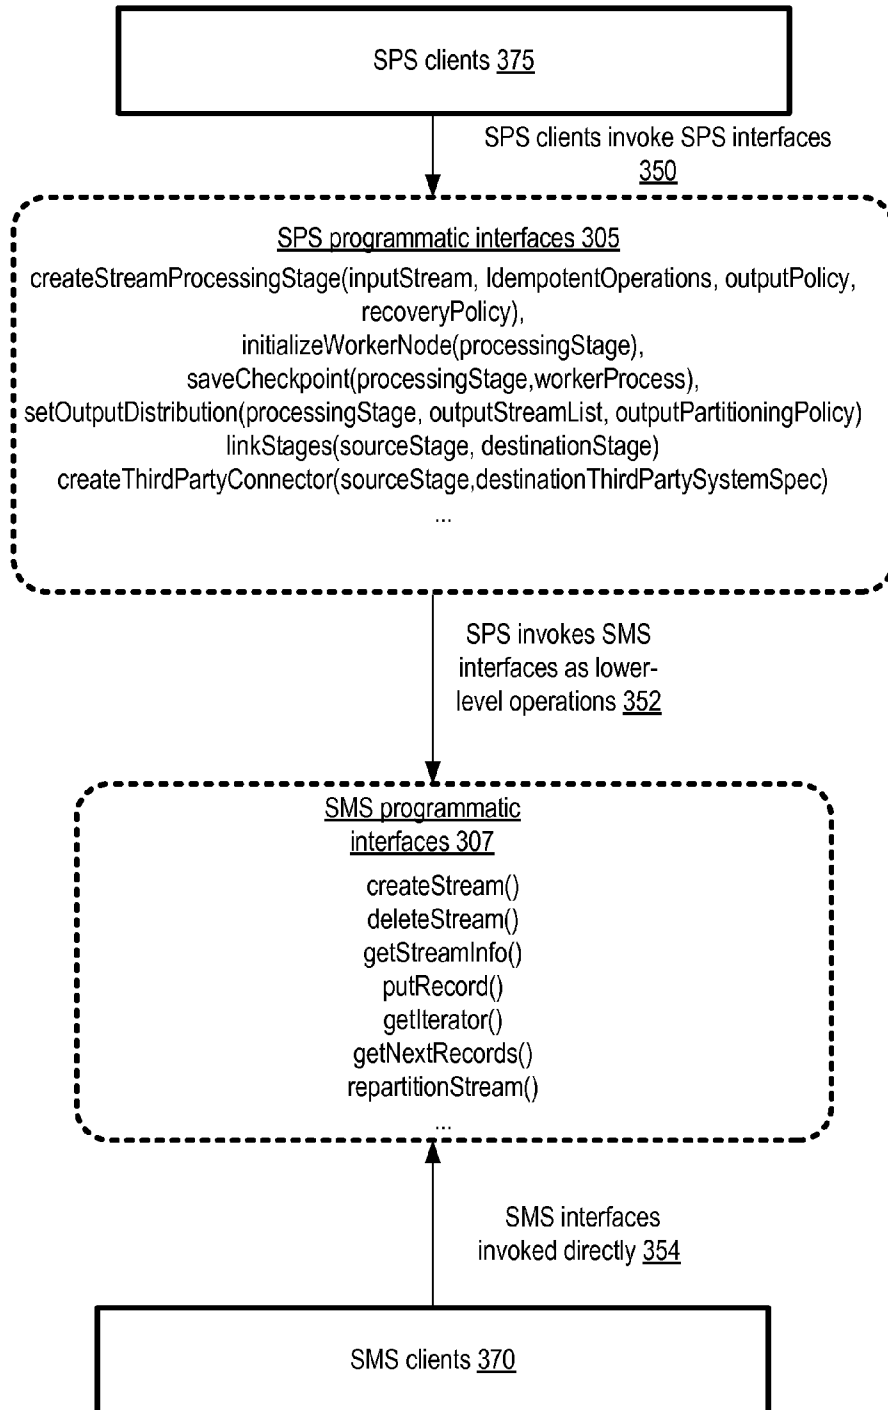 SPS clients 375
SPS clients invoke SPS interfaces
350
SPS programmatic interfaces 305
createStreamProcessingStage(inputStream, IdempotentOperations, outputPolicy,
recoveryPolicy),
initializeWorkerNode(processingStage),
saveCheckpoint(processingStage,workerProcess),
setOutputDistribution(processingStage, outputStreamList, outputPartitioningPolicy)
linkStages(sourceStage, destinationStage)
createThirdPartyConnector(sourceStage,destinationThirdPartySystemSpec)
...
SPS invokes SMS
interfaces as lower-
level operations 352
SMS programmatic
interfaces 307
createStream()
deleteStream()
getStreamInfo()
putRecord()
getIterator()
getNextRecords()
repartitionStream()
...
SMS interfaces
invoked directly 354
SMS clients 370